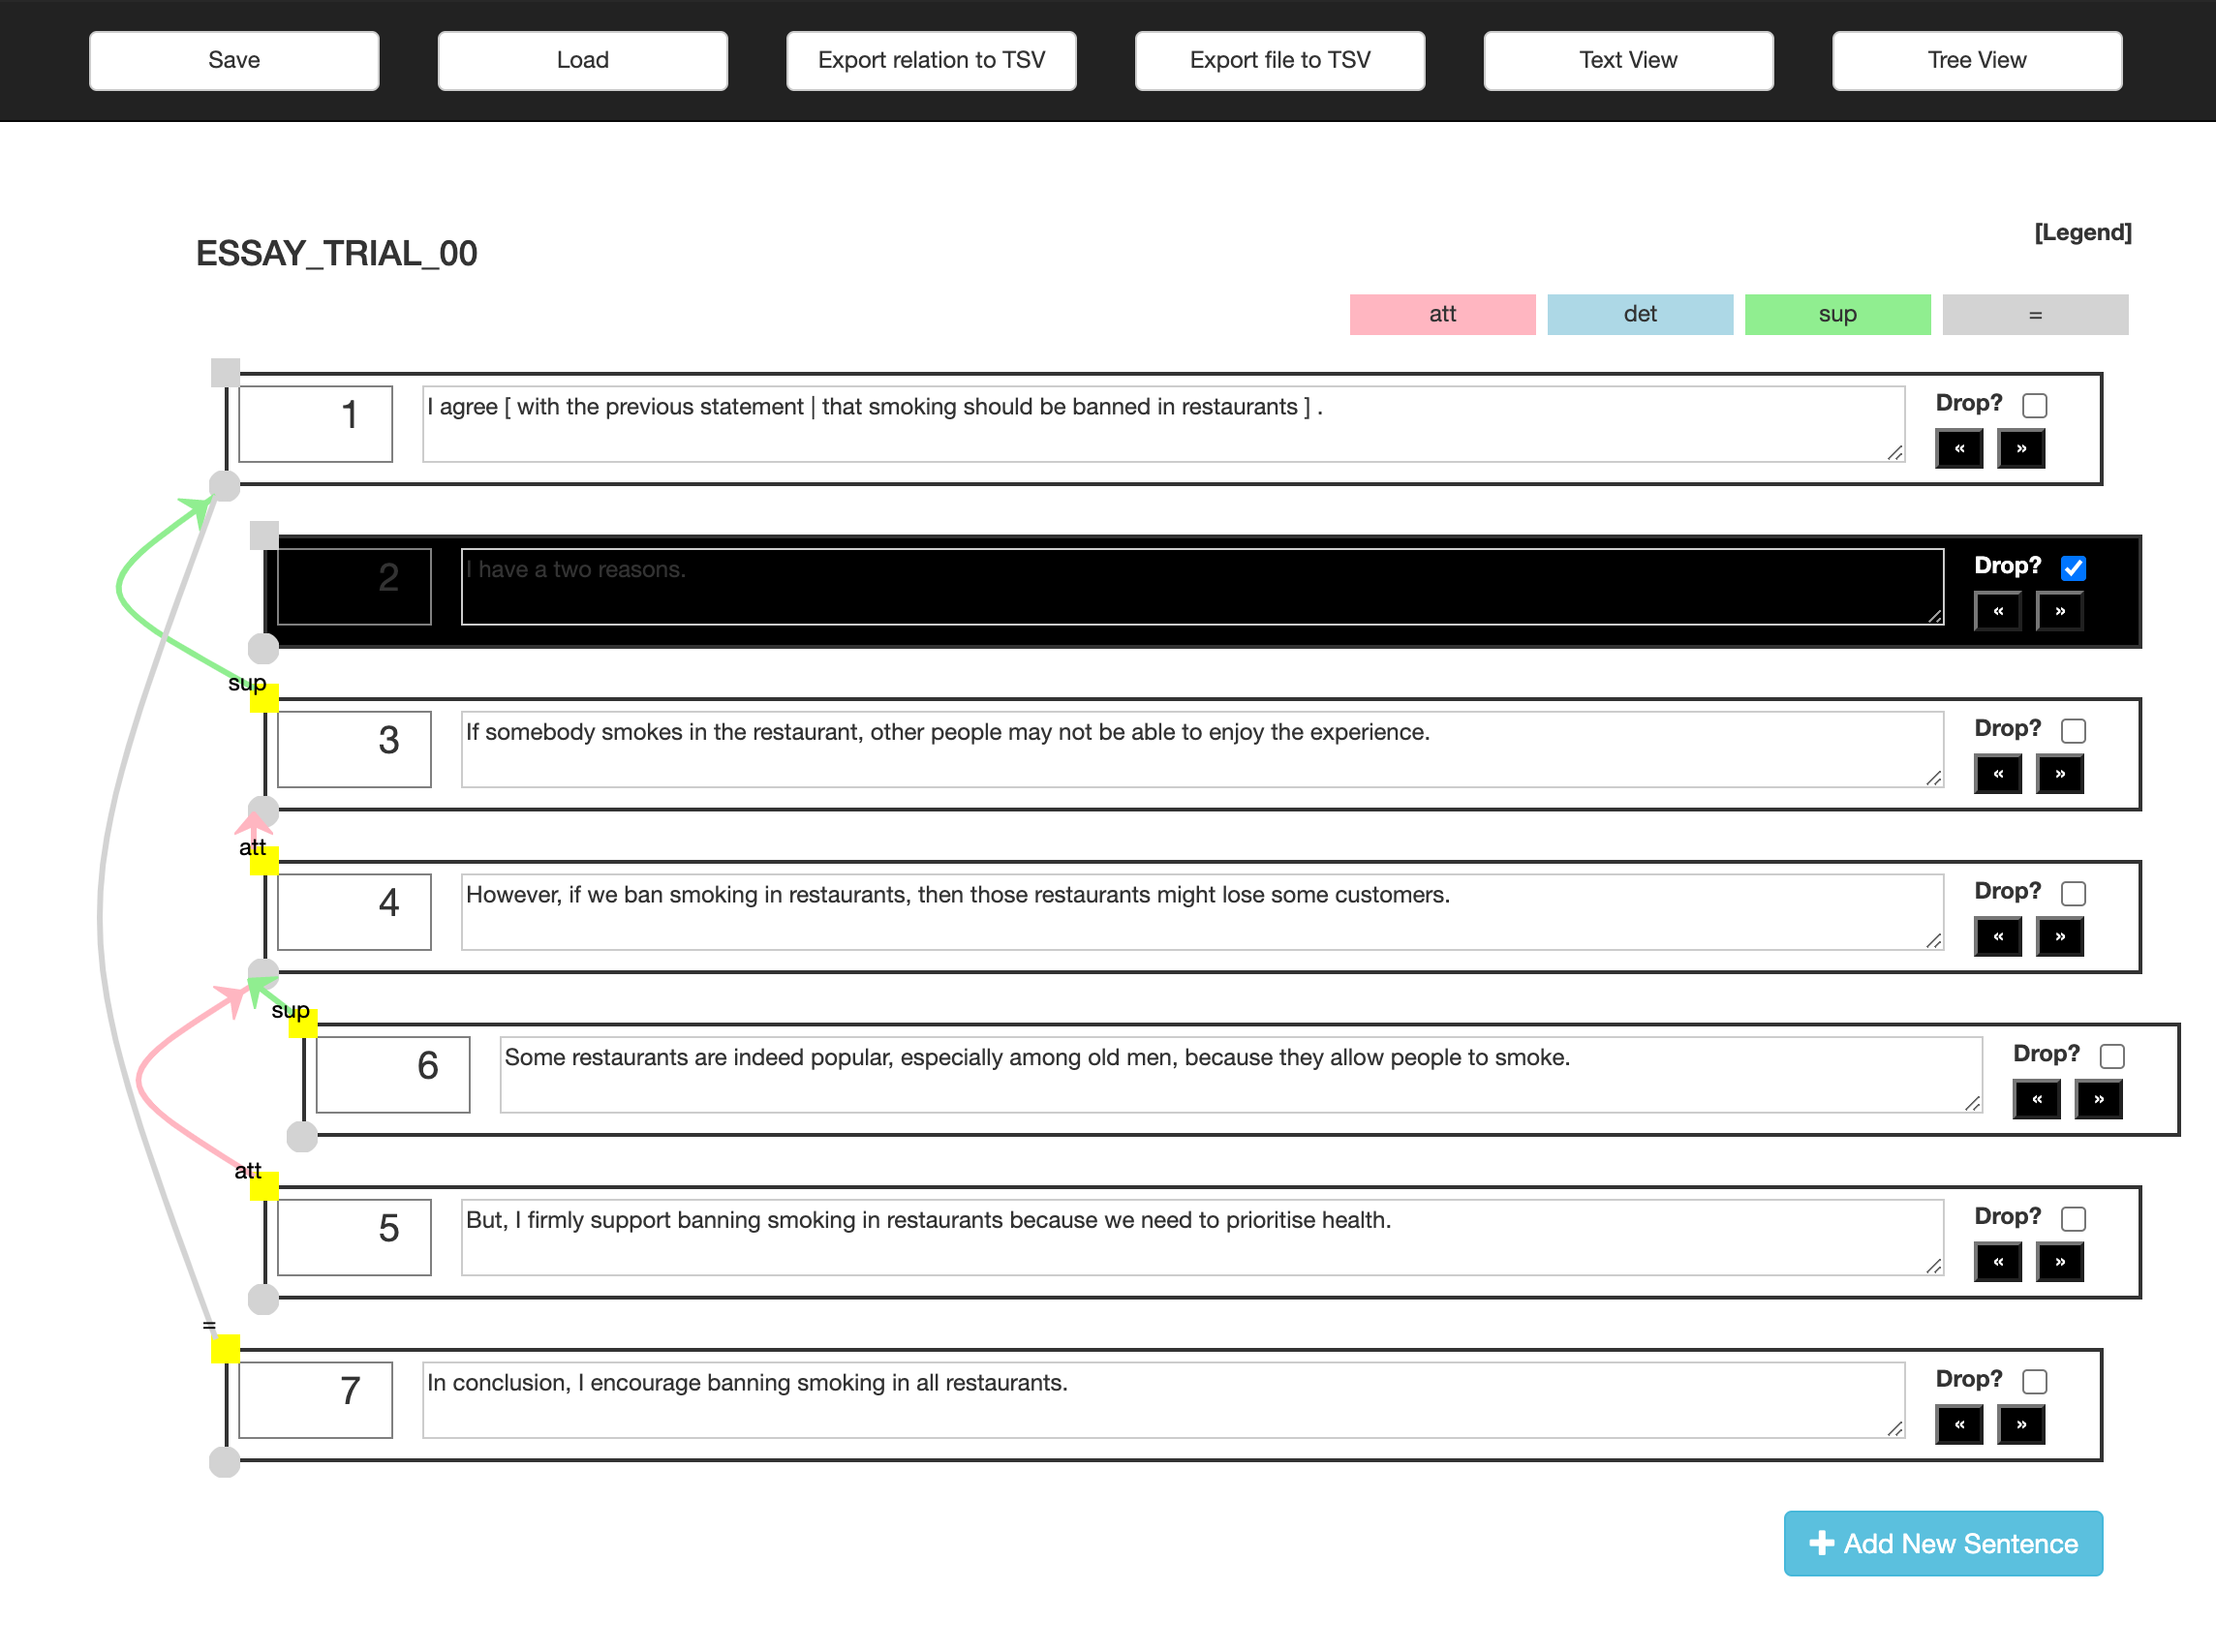 Save Load Export relation to TSV Export file to TSV Text View Tree View
[Legend]
ESSAY_TRIAL_00
att det sup =
1 I agree [ with the previous statement | that smoking should be banned in restaurants ] . Drop?
« »
2 I have a two reasons. Drop?
« »
sup
3 If somebody smokes in the restaurant, other people may not be able to enjoy the experience. Drop?
« »
att
4 However, if we ban smoking in restaurants, then those restaurants might lose some customers. Drop?
« »
sup
6 Some restaurants are indeed popular, especially among old men, because they allow people to smoke. Drop?
« »
att
5 But, I firmly support banning smoking in restaurants because we need to prioritise health. Drop?
« »
=
7 In conclusion, I encourage banning smoking in all restaurants. Drop?
« »
Add New Sentence